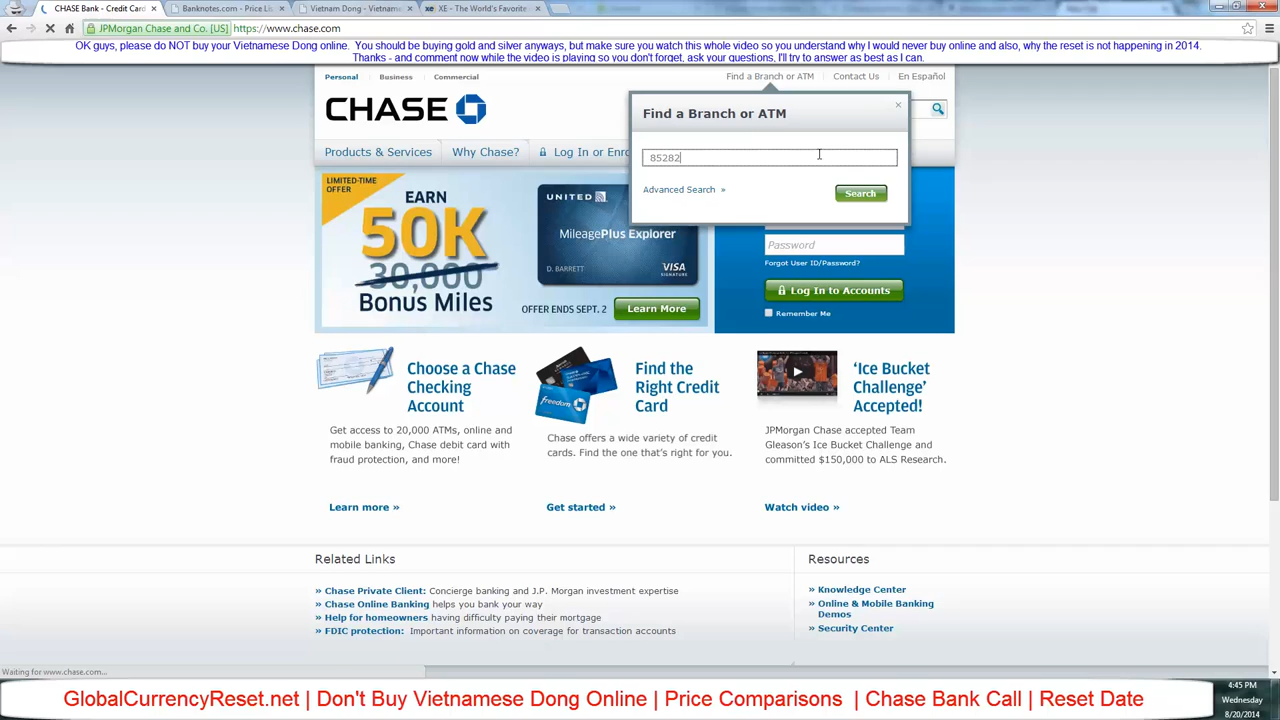 CHASE Bank - Credit Card
Banknotes.com - Price Lis
Vietnam Dong - Vietname
XE - The World's Favorite
JPMorgan Chase and Co. [US] https://www.chase.com
OK guys, please do NOT buy your Vietnamese Dong online. You should be buying gold and silver anyways, but make sure you watch this whole video so you understand why I would never buy online and also, why the reset is not happening in 2014.
Thanks - and comment now while the video is playing so you don't forget, ask your questions, I'll try to answer as best as I can.
Personal Business Commercial
Find a Branch or ATM Contact Us En Español
CHASE
Find a Branch or ATM
85282
Advanced Search »
Search
Products & Services Why Chase? Log In or Enro
LIMITED-TIME OFFER
EARN
50K
30,000
Bonus Miles
UNITED
MileagePlus Explorer
D. BARRETT
VISA
SIGNATURE
OFFER ENDS SEPT. 2
Learn More
Password
Forgot User ID/Password?
Log In to Accounts
Remember Me
Choose a Chase
Checking
Account
Get access to 20,000 ATMs, online and
mobile banking, Chase debit card with
fraud protection, and more!
Learn more »
freedom
Find the
Right Credit
Card
Chase offers a wide variety of credit
cards. Find the one that's right for you.
Get started »
'Ice Bucket
Challenge'
Accepted!
JPMorgan Chase accepted Team
Gleason's Ice Bucket Challenge and
committed $150,000 to ALS Research.
Watch video »
Related Links
» Chase Private Client: Concierge banking and J.P. Morgan investment expertise
» Chase Online Banking helps you bank your way
» Help for homeowners having difficulty paying their mortgage
» FDIC protection: Important information on coverage for transaction accounts
Resources
» Knowledge Center
» Online & Mobile Banking
Demos
» Security Center
Waiting for www.chase.com...
GlobalCurrencyReset.net | Don't Buy Vietnamese Dong Online | Price Comparisons | Chase Bank Call | Reset Date
4:45 PM
Wednesday
8/20/2014